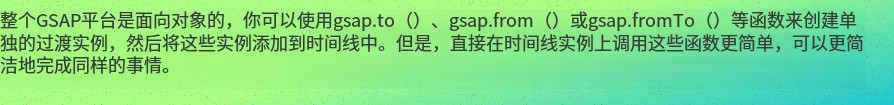 整个GSAP平台是面向对象的，你可以使用gsap.to（）、gsap.from（）或gsap.fromTo（）等函数来创建单
独的过渡实例，然后将这些实例添加到时间线中。但是，直接在时间线实例上调用这些函数更简单，可以更简
洁地完成同样的事情。